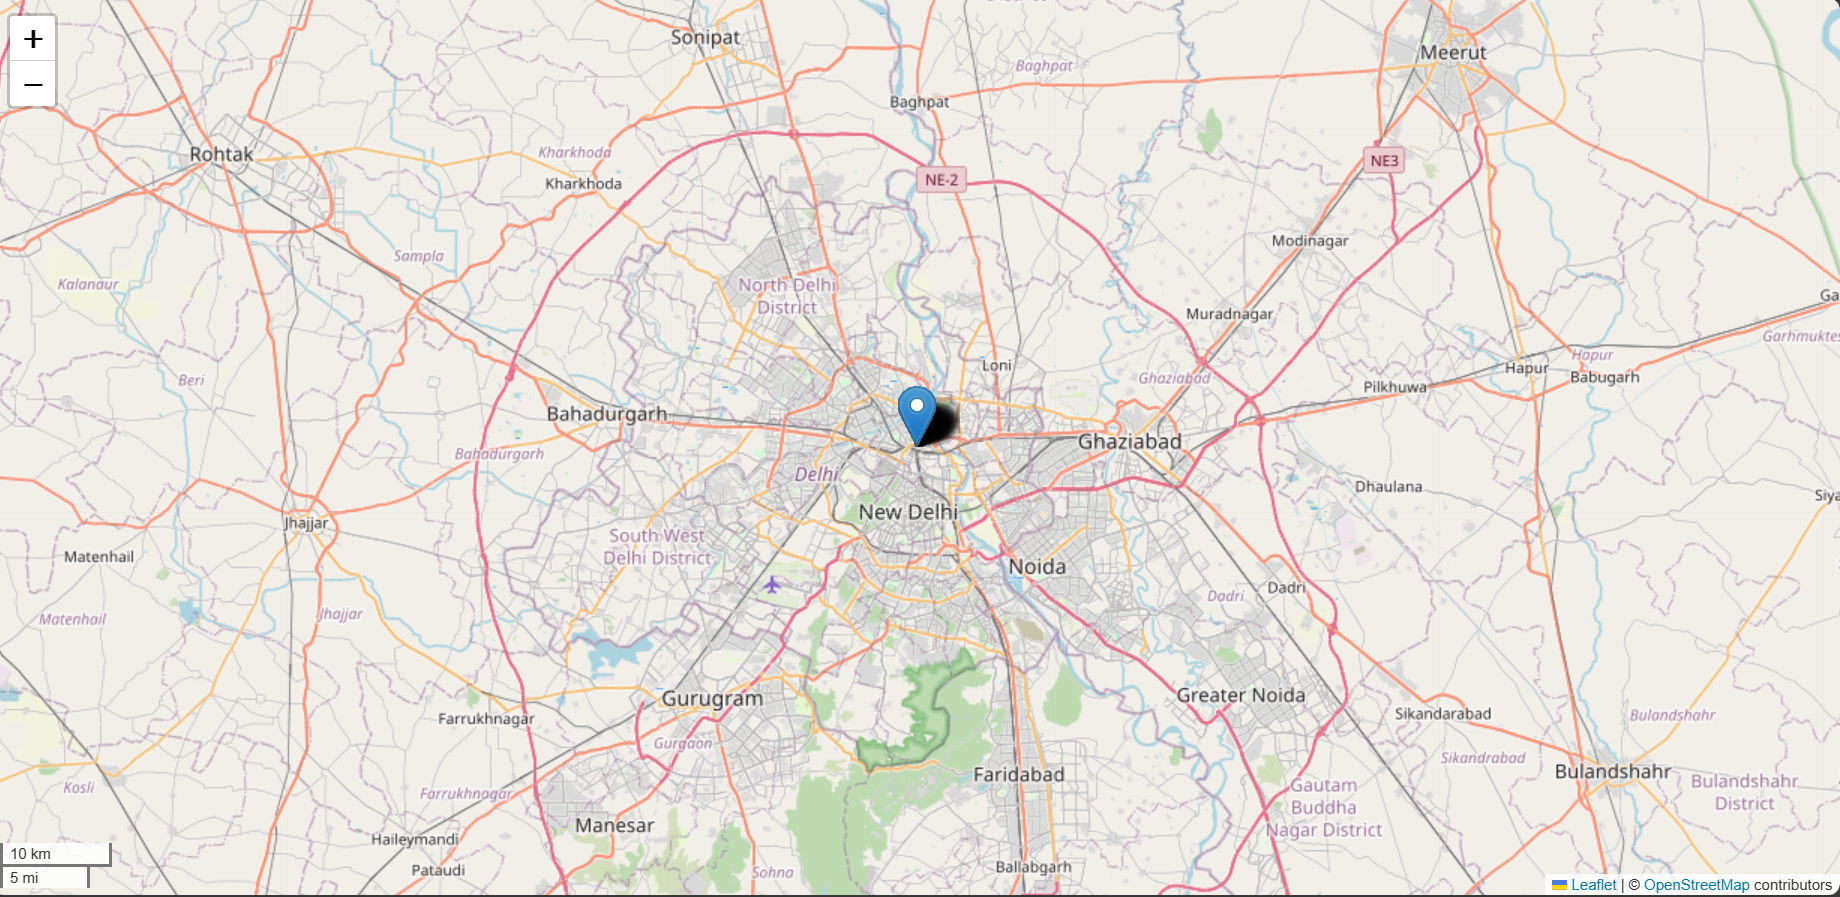 +
−
Sonipat
Meerut
Baghpat
Baghpat
NE3
Rohtak
Kharkhoda
Kharkhoda
NE-2
Modinagar
Sampla
Kalanaur
North Delhi
District
Muradnagar
Garhmuktes
Loni
Hapur
Hapur
Babugarh
Beri
Ghaziabad
Pilkhuwa
Bahadurgarh
Ghaziabad
Bahadurgarh
Delhi
Dhaulana
New Delhi
Jhajjar
South West
Delhi District
Matenhail
Noida
Dadri
Dadri
Matenhail
Jhajjar
Gurugram
Greater Noida
Farrukhnagar
Sikandarabad
Bulandshahr
Gurgaon
Sikandrabad
Faridabad
Bulandshahr
Bulandshahr
District
Kosli
Farrukhnagar
Gautam
Buddha
Nagar District
Manesar
Haileymandi
Pataudi
Sohna
Ballabgarh
10 km
5 mi
Leaflet | © OpenStreetMap contributors